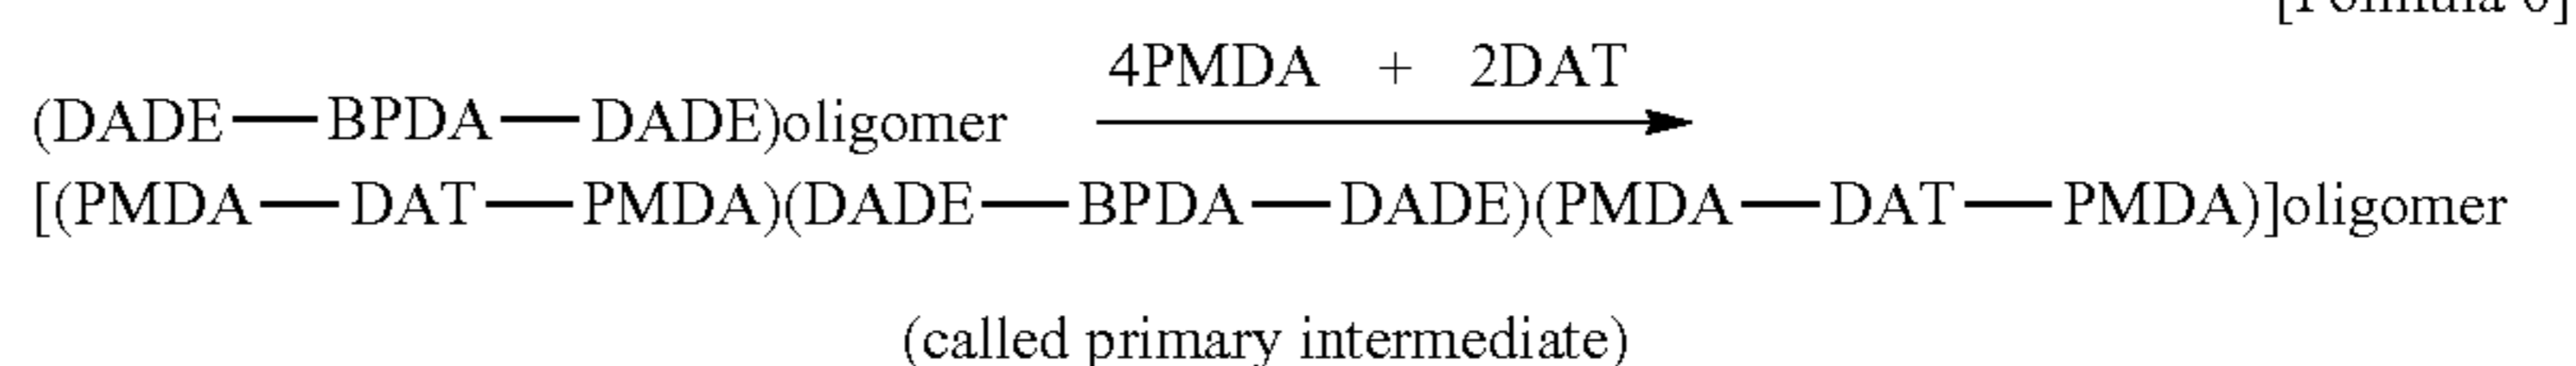 4PMDA + 2DAT
(DADE—BPDA—DADE)oligomer
[(PMDA—DAT—PMDA)(DADE—BPDA—DADE)(PMDA—DAT—PMDA)]oligomer
(called primary intermediate)